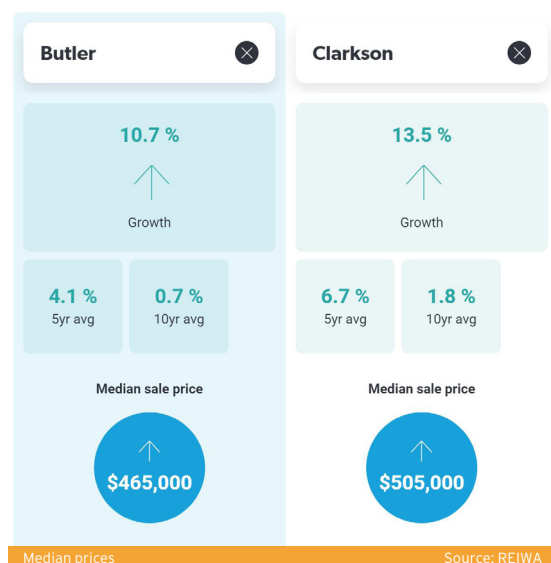 Butler
Clarkson
10.7 %
Growth
13.5 %
Growth
4.1 %
5yr avg
0.7 %
10yr avg
6.7 %
5yr avg
1.8 %
10yr avg
Median sale price
$465,000
Median sale price
$505,000
Median prices
Source: REIWA